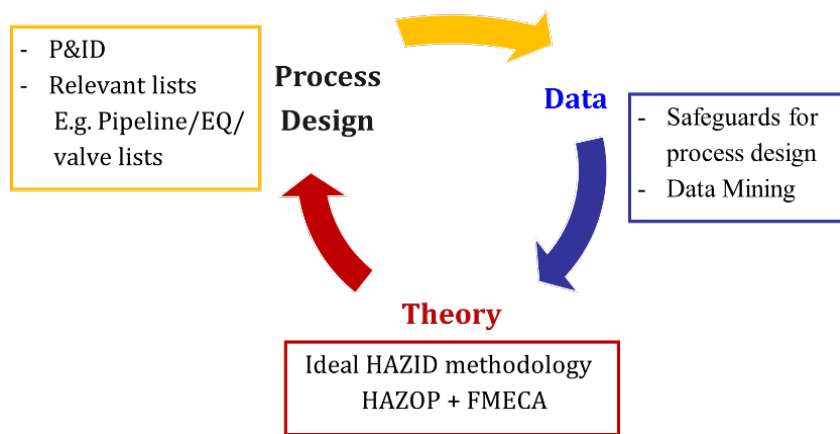 - P&ID
- Relevant lists
E.g. Pipeline/EQ/
valve lists
Process
Design
Data
- Safeguards for
process design
- Data Mining
Theory
Ideal HAZID methodology
HAZOP + FMECA